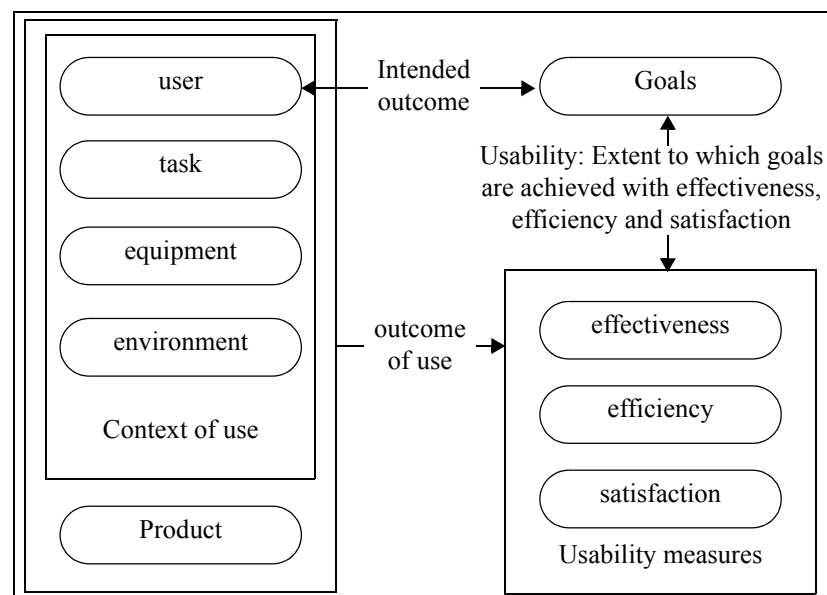 user
task
equipment
environment
Context of use
Product
Intended
outcome
outcome
of use
Goals
Usability: Extent to which goals
are achieved with effectiveness,
efficiency and satisfaction
effectiveness
efficiency
satisfaction
Usability measures